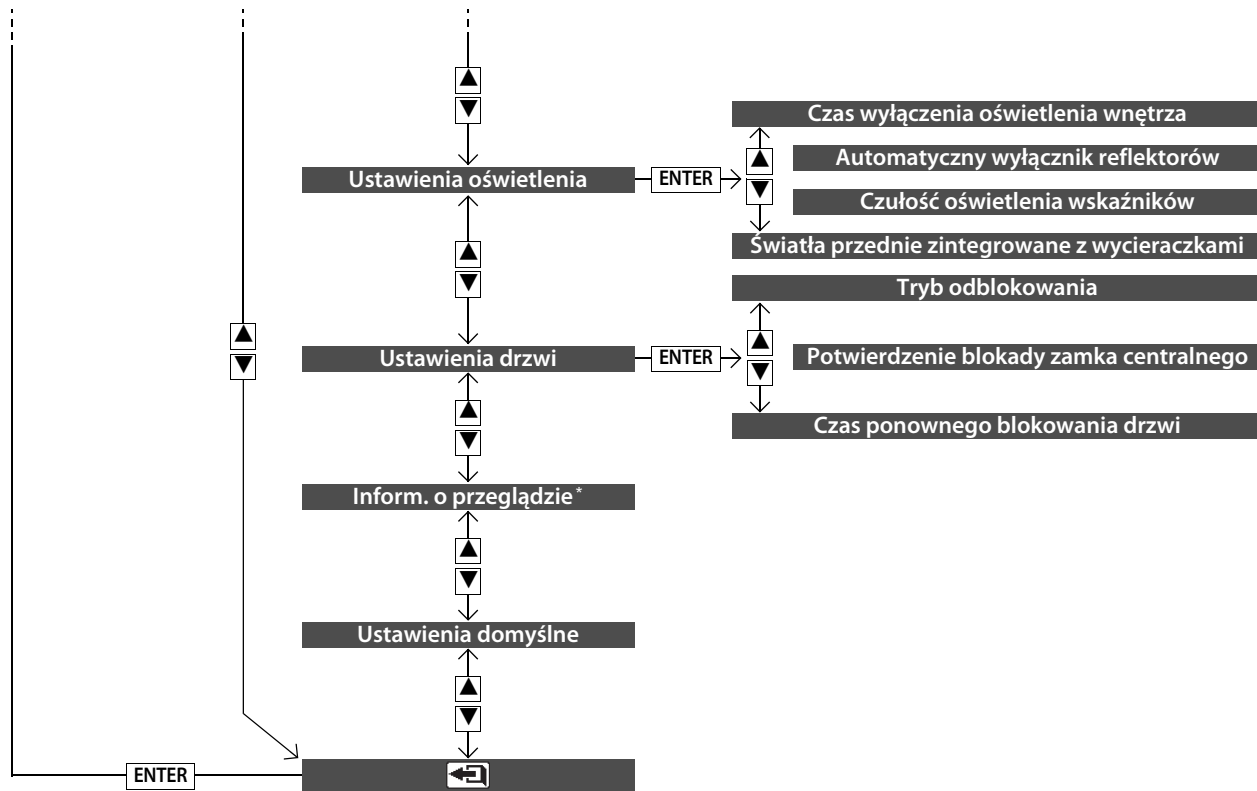 Czas wyłączenia oświetlenia wnętrza
Automatyczny wyłącznik reflektorów
Ustawienia oświetlenia
ENTER
Czułość oświetlenia wskaźników
Światła przednie zintegrowane z wycieraczkami
Tryb odblokowania
Ustawienia drzwi
ENTER
Potwierdzenie blokady zamka centralnego
Czas ponownego blokowania drzwi
Inform. o przeglądzie*
Ustawienia domyślne
ENTER